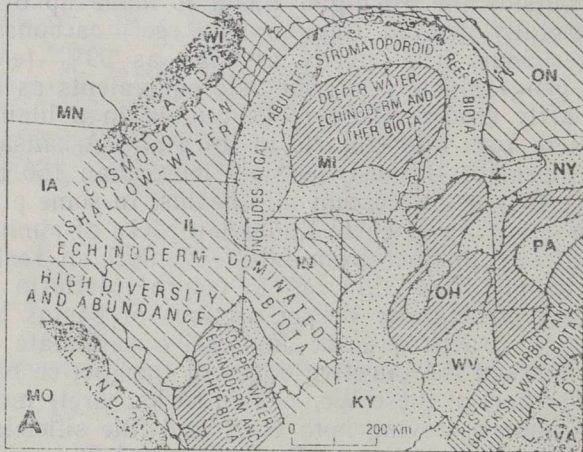 WI
LAND
MN
COSMOPOLITAN
SHALLOW-WATER
INCLUDES ALGAL TABULATE STROMATOPOROID REEF BIOTA
DEEPER WATER
ECHINODERM AND
OTHER BIOTA
MI
ON
NY
IA
IL
ECHINODERM-DOMINATED
BIOTA
IN
HIGH DIVERSITY
AND ABUNDANCE
PA
OH
LAND
DEEPER WATER
ECHINODERM AND
OTHER BIOTA
WV
RESTRICTED TURBID AND
BRACKISH WATER BIOTA
LAND
MO
KY
VA
A
0 200 Km